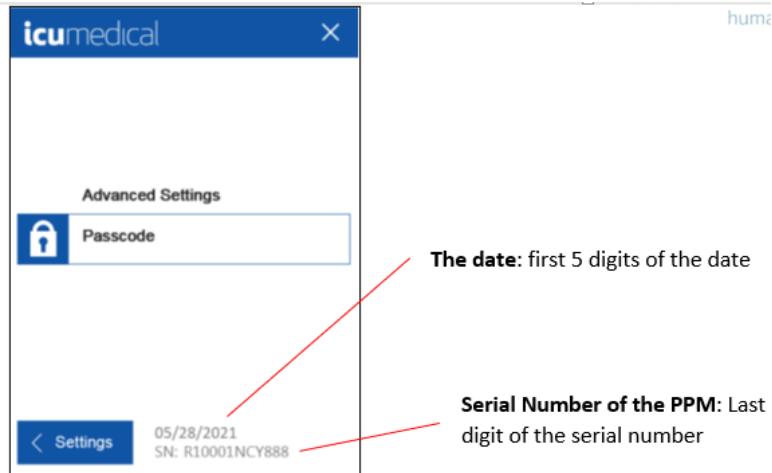 icumedical
Advanced Settings
Passcode
The date: first 5 digits of the date
Serial Number of the PPM: Last
digit of the serial number
Settings
05/28/2021
SN: R10001NCY888